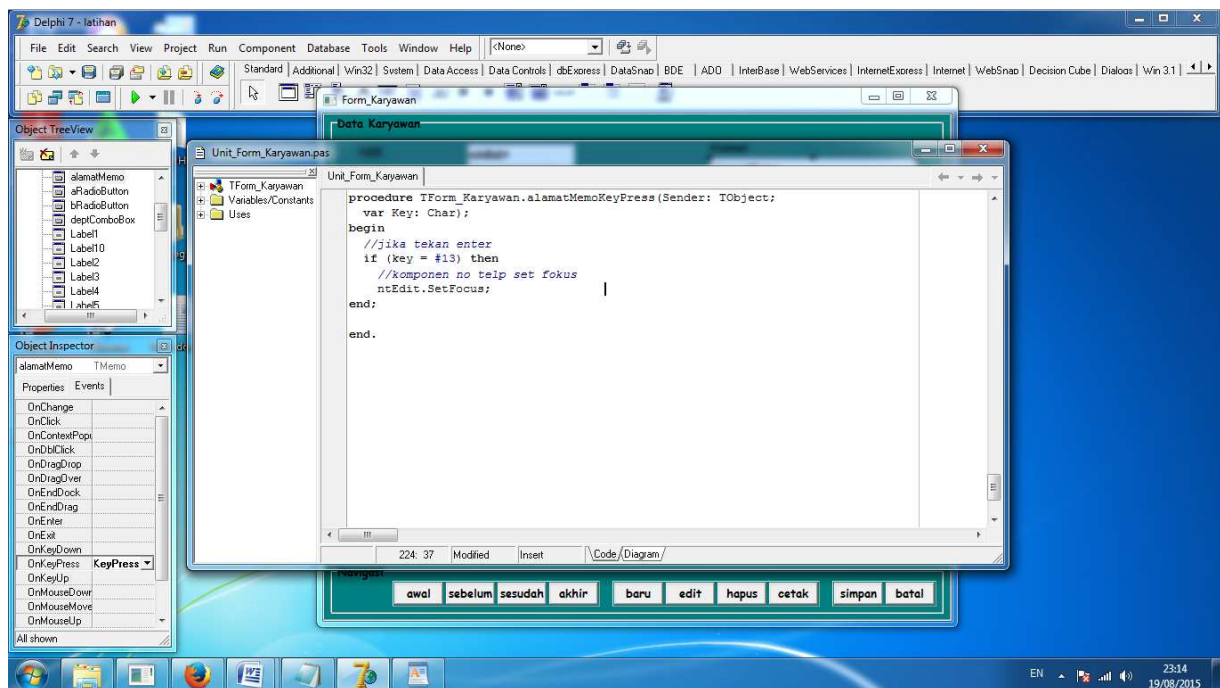 Delphi 7 - latihan
File Edit Search View Project Run Component Database Tools Window Help <None>
Standard Additional Win32 System Data Access Data Controls dbExpress DataSnap BDE ADO InterBase WebServices InternetExpress Internet WebSnap Decision Cube Dialogs Win 3.1
Form_Karyawan
Data Karyawan
Object TreeView
alamatMemo
aRadioButton
bRadioButton
deptComboBox
Label1
Label10
Label2
Label3
Label4
Label5
Unit_Form_Karyawan.pas
TForm_Karyawan
Variables/Constants
Uses
Unit_Form_Karyawan
procedure TForm_Karyawan.alamatMemoKeyPress(Sender: TObject;
var Key: Char);
begin
//jika tekan enter
if (key = #13) then
//komponen no telp set fokus
ntEdit.SetFocus;
end;
end.
224: 37 Modified Insert Code Diagram
Object Inspector
alamatMemo TMemo
Properties Events
OnChange
OnClick
OnContextPopu
OnDblClick
OnDragDrop
OnDragOver
OnEndDock
OnEndDrag
OnEnter
OnExit
OnKeyDown
OnKeyPress KeyPress
OnKeyUp
OnMouseDown
OnMouseMove
OnMouseUp
All shown
Navigasi
awal sebelum sesudah akhir baru edit hapus cetak simpan batal
EN
23:14
19/08/2015